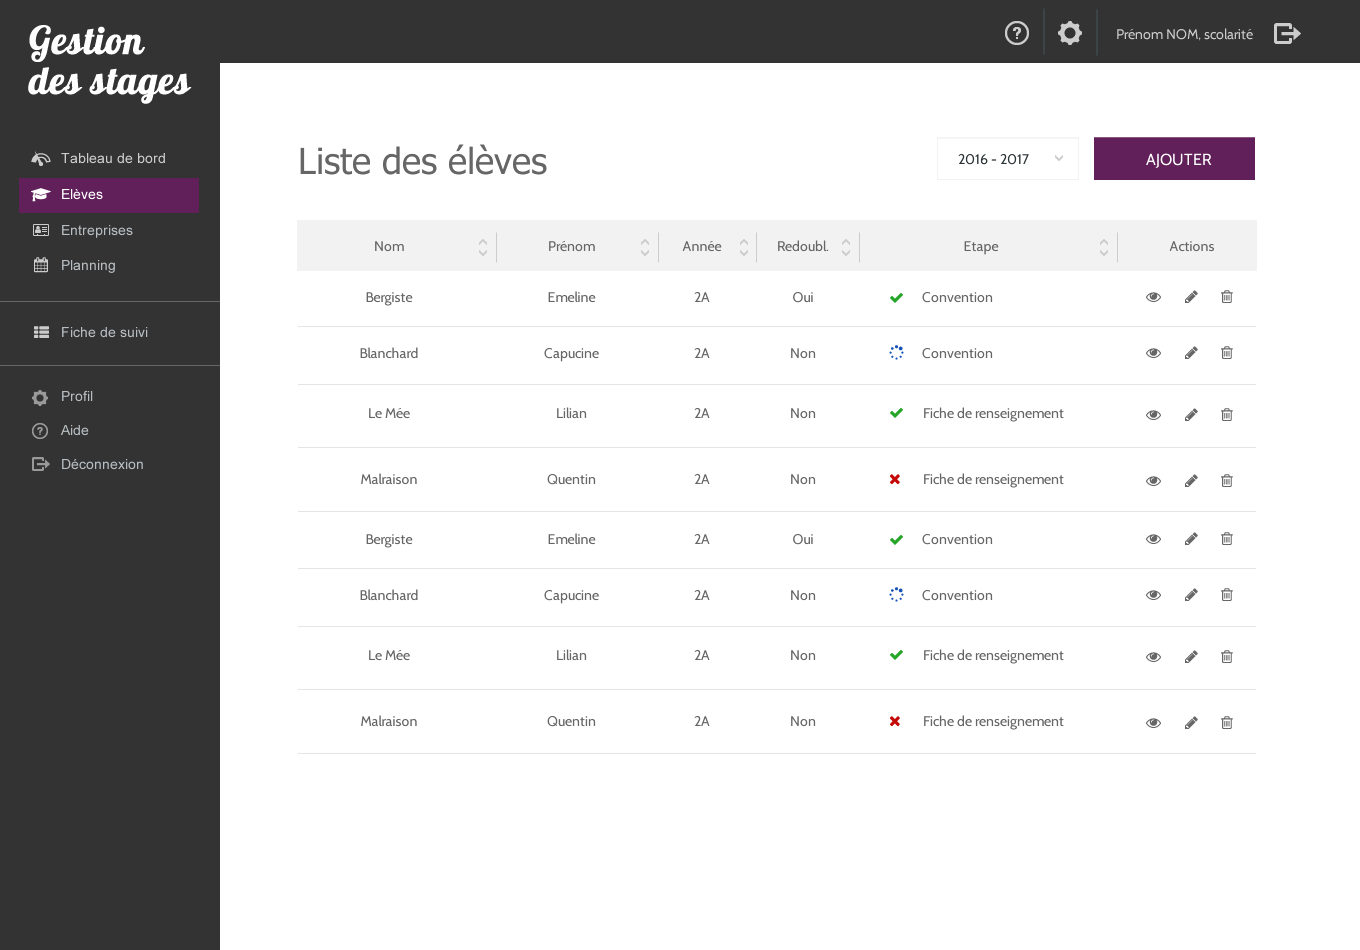 Gestion
des stages
Prénom NOM, scolarité
Tableau de bord
Elèves
Entreprises
Planning
Fiche de suivi
Profil
Aide
Déconnexion
Liste des élèves
2016 - 2017
AJOUTER
Nom Prénom Année Redoubl. Etape Actions
Bergiste Emeline 2A Oui Convention
Blanchard Capucine 2A Non Convention
Le Mée Lilian 2A Non Fiche de renseignement
Malraison Quentin 2A Non Fiche de renseignement
Bergiste Emeline 2A Oui Convention
Blanchard Capucine 2A Non Convention
Le Mée Lilian 2A Non Fiche de renseignement
Malraison Quentin 2A Non Fiche de renseignement